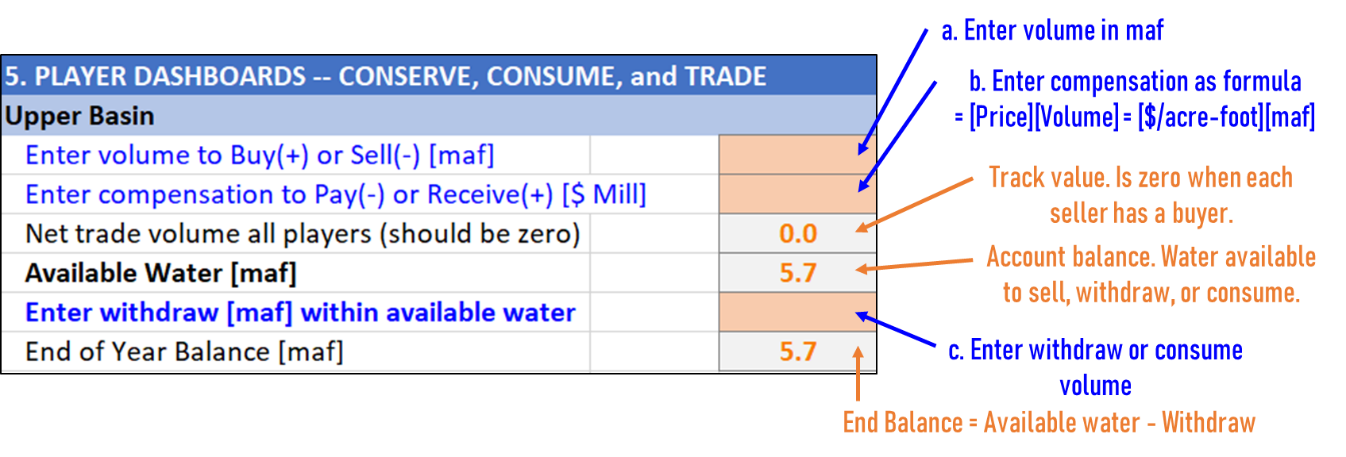 a. Enter volume in maf
5. PLAYER DASHBOARDS -- CONSERVE, CONSUME, and TRADE
b. Enter compensation as formula
= [Price][Volume] = [$/acre-foot][maf]
Upper Basin
Enter volume to Buy(+) or Sell(-) [maf]
Enter compensation to Pay(-) or Receive(+) [$ Mill]
Track value. Is zero when each
seller has a buyer.
Net trade volume all players (should be zero) 0.0
Available Water [maf] 5.7
Account balance. Water available
to sell, withdraw, or consume.
Enter withdraw [maf] within available water
End of Year Balance [maf] 5.7
c. Enter withdraw or consume
volume
End Balance = Available water - Withdraw